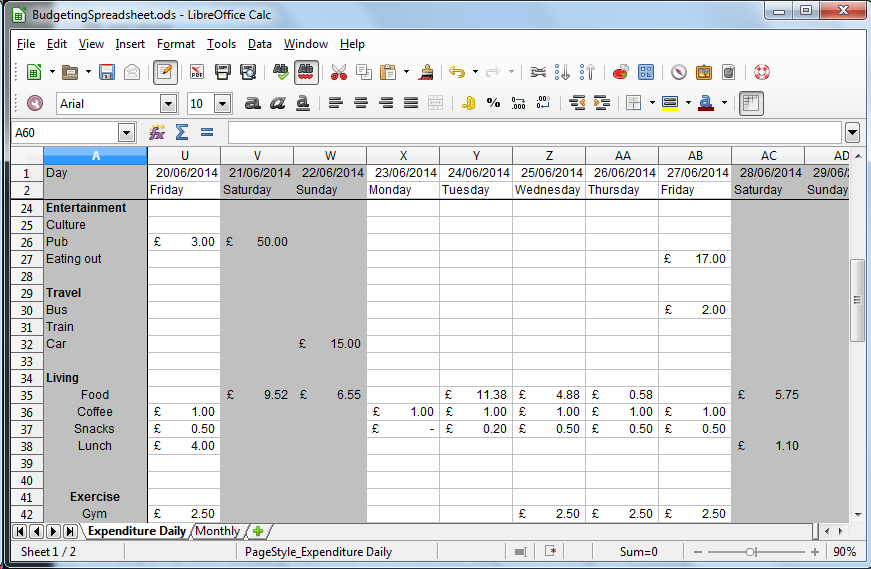 BudgetingSpreadsheet.ods - LibreOffice Calc
File Edit View Insert Format Tools Data Window Help
Arial 10
A60
A U V W X Y Z AA AB AC AD
1 Day 20/06/2014 21/06/2014 22/06/2014 23/06/2014 24/06/2014 25/06/2014 26/06/2014 27/06/2014 28/06/2014 29/06/2
2 Friday Saturday Sunday Monday Tuesday Wednesday Thursday Friday Saturday Sunday
24 Entertainment
25 Culture
26 Pub £ 3.00 £ 50.00
27 Eating out £ 17.00
28
29 Travel
30 Bus £ 2.00
31 Train
32 Car £ 15.00
33
34 Living
35 Food £ 9.52 £ 6.55 £ 11.38 £ 4.88 £ 0.58 £ 5.75
36 Coffee £ 1.00 £ 1.00 £ 1.00 £ 1.00 £ 1.00 £ 1.00
37 Snacks £ 0.50 £ - £ 0.20 £ 0.50 £ 0.50 £ 0.50
38 Lunch £ 4.00 £ 1.10
39
40
41 Exercise
42 Gym £ 2.50 £ 2.50 £ 2.50 £ 2.50
Expenditure Daily Monthly
Sheet 1 / 2 PageStyle_Expenditure Daily Sum=0 90%